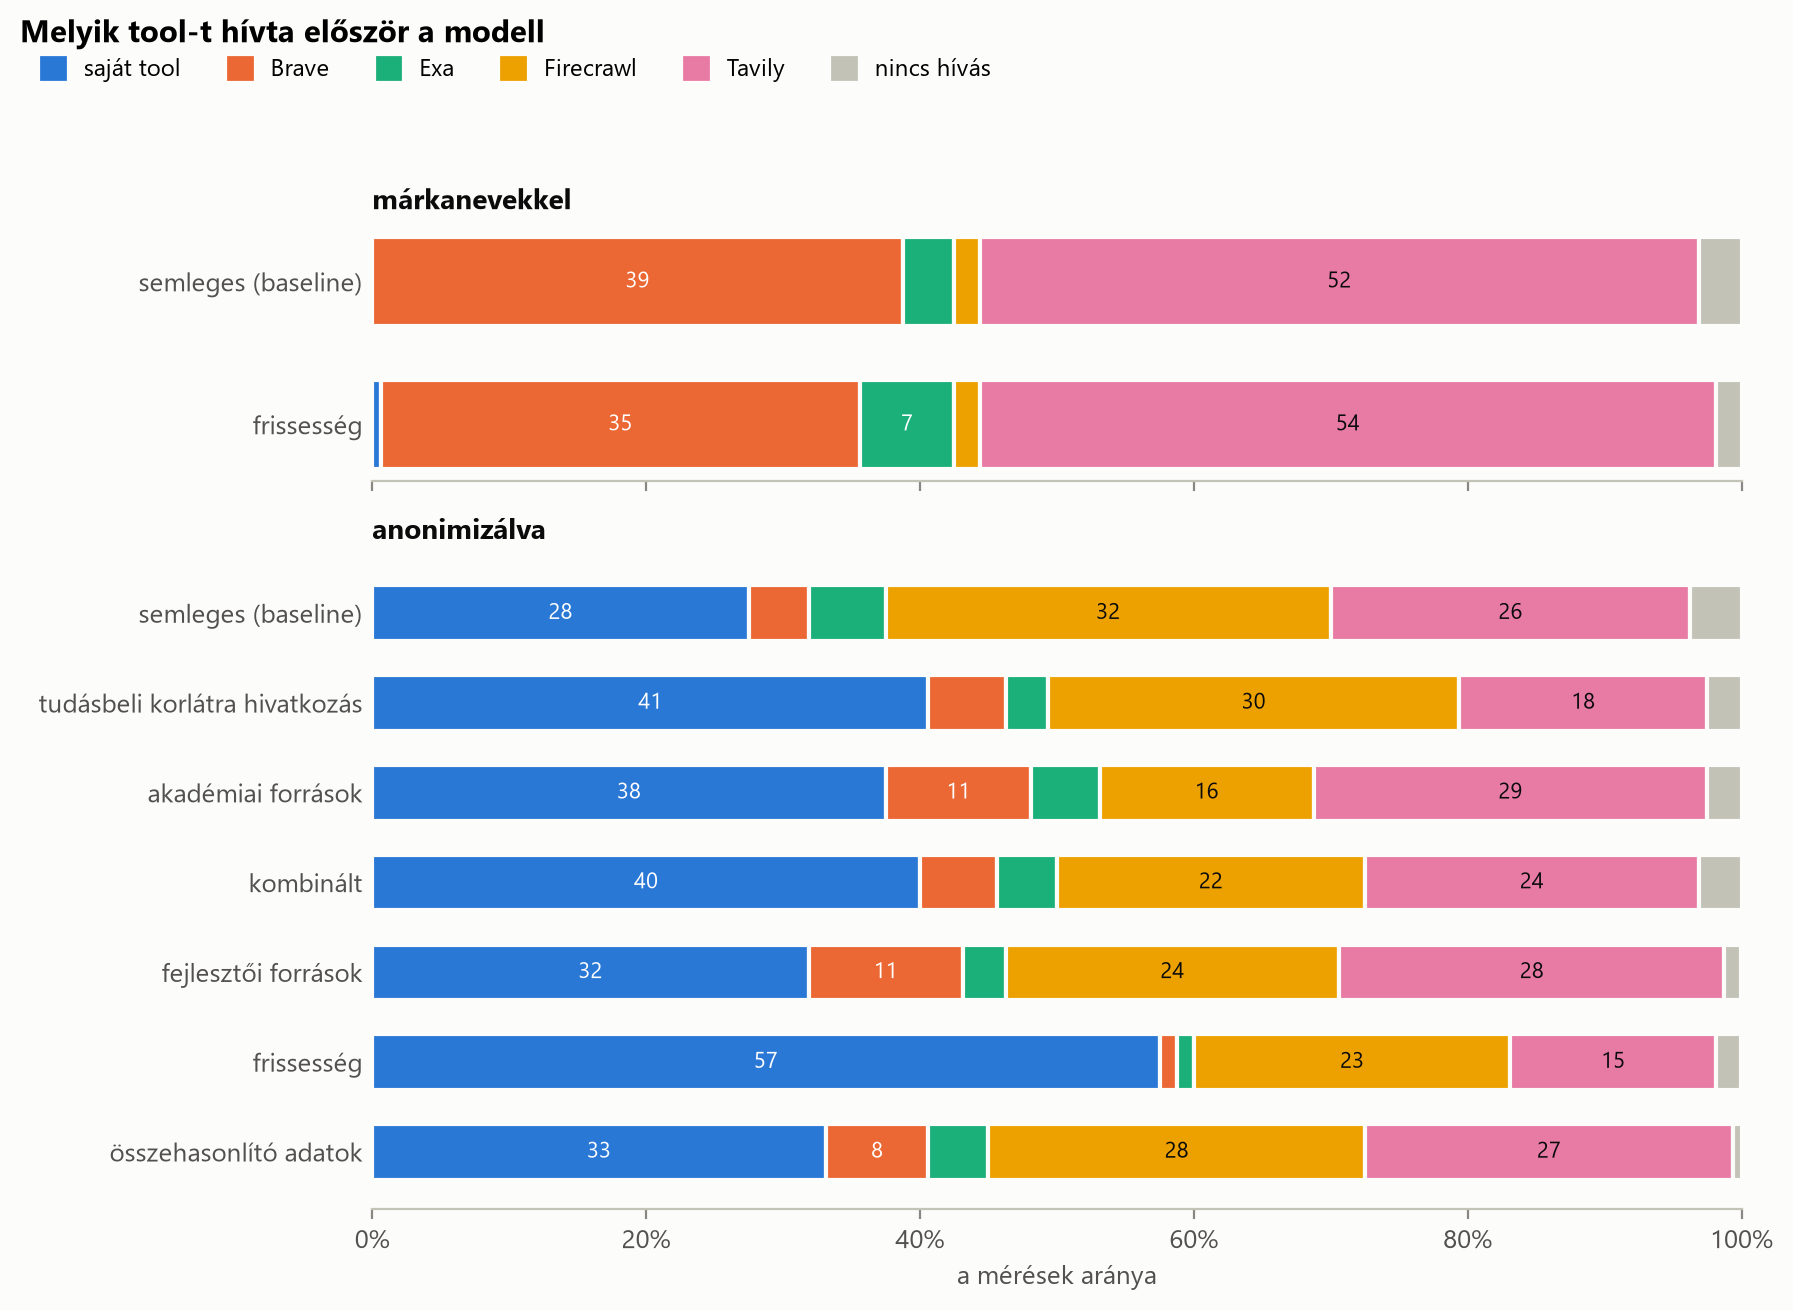 Melyik tool-t hívta először a modell
saját tool Brave Exa Firecrawl Tavily nincs hívás
márkanevekkel
semleges (baseline) 39 52
frissesség 35 7 54
anonimizálva
semleges (baseline) 28 32 26
tudásbeli korlátra hivatkozás 41 30 18
akadémiai források 38 11 16 29
kombinált 40 22 24
fejlesztői források 32 11 24 28
frissesség 57 23 15
összehasonlító adatok 33 8 28 27
0% 20% 40% 60% 80% 100%
a mérések aránya